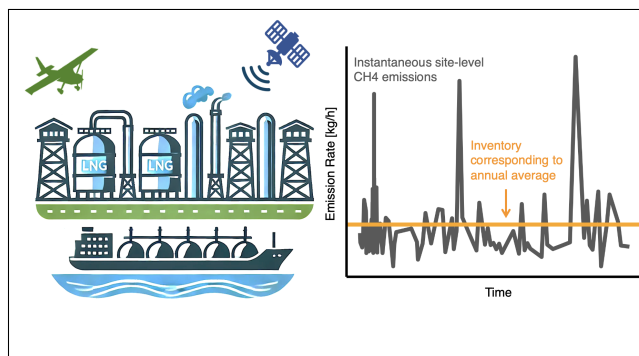 LNG
LNG
Instantaneous site-level
CH4 emissions
Inventory
corresponding to
annual average
Emission Rate [kg/h]
Time